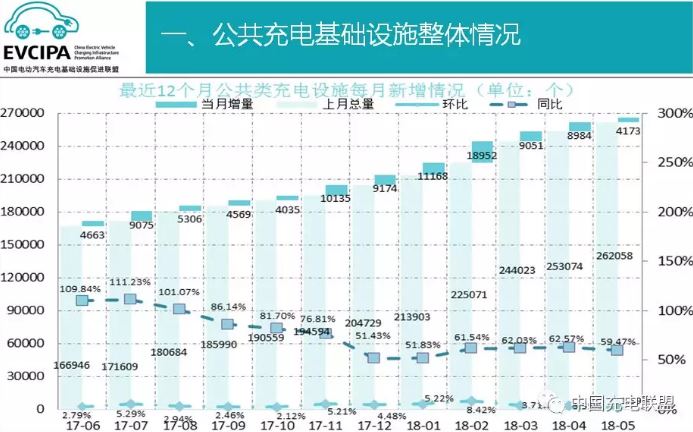 EVCIPA
China Electric Vehicle
Charging Infrastructure
Promotion Alliance
中国电动汽车充电基础设施促进联盟
一、公共充电基础设施整体情况
最近12个月公共类充电设施每月新增情况（单位：个）
当月增量 上月总量 环比 同比
270000 240000 210000 180000 150000 120000 90000 60000 30000 0
300% 250% 200% 150% 100% 50%
4663 9075 5306 4569 4035 10135 9174 11168 18952 9051 8984 4173
166946 171609 180684 185990 190559 194594 204729 213903 225071 244023 253074 262058
109.84% 111.23% 101.07% 86.14% 81.70% 76.81% 51.43% 51.83% 61.54% 62.03% 62.57% 59.47%
2.79% 5.29% 2.94% 2.46% 2.12% 5.21% 4.48% 5.22% 8.42%
17-06 17-07 17-08 17-09 17-10 17-11 17-12 18-01 18-02 18-03 18-04 18-05
中国充电联盟